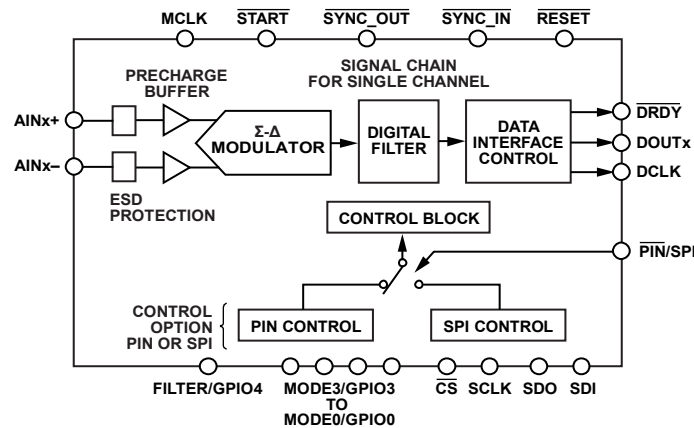 MCLK
START
SYNC_OUT
SYNC_IN
RESET
PRECHARGE
BUFFER
SIGNAL CHAIN
FOR SINGLE CHANNEL
AINx+
AINx–
Σ-Δ
MODULATOR
DIGITAL
FILTER
DATA
INTERFACE
CONTROL
DRDY
DOUTx
DCLK
ESD
PROTECTION
CONTROL BLOCK
PIN/SPI
CONTROL
OPTION
PIN OR SPI
PIN CONTROL
SPI CONTROL
FILTER/GPIO4
MODE3/GPIO3
TO
MODE0/GPIO0
CS
SCLK
SDO
SDI